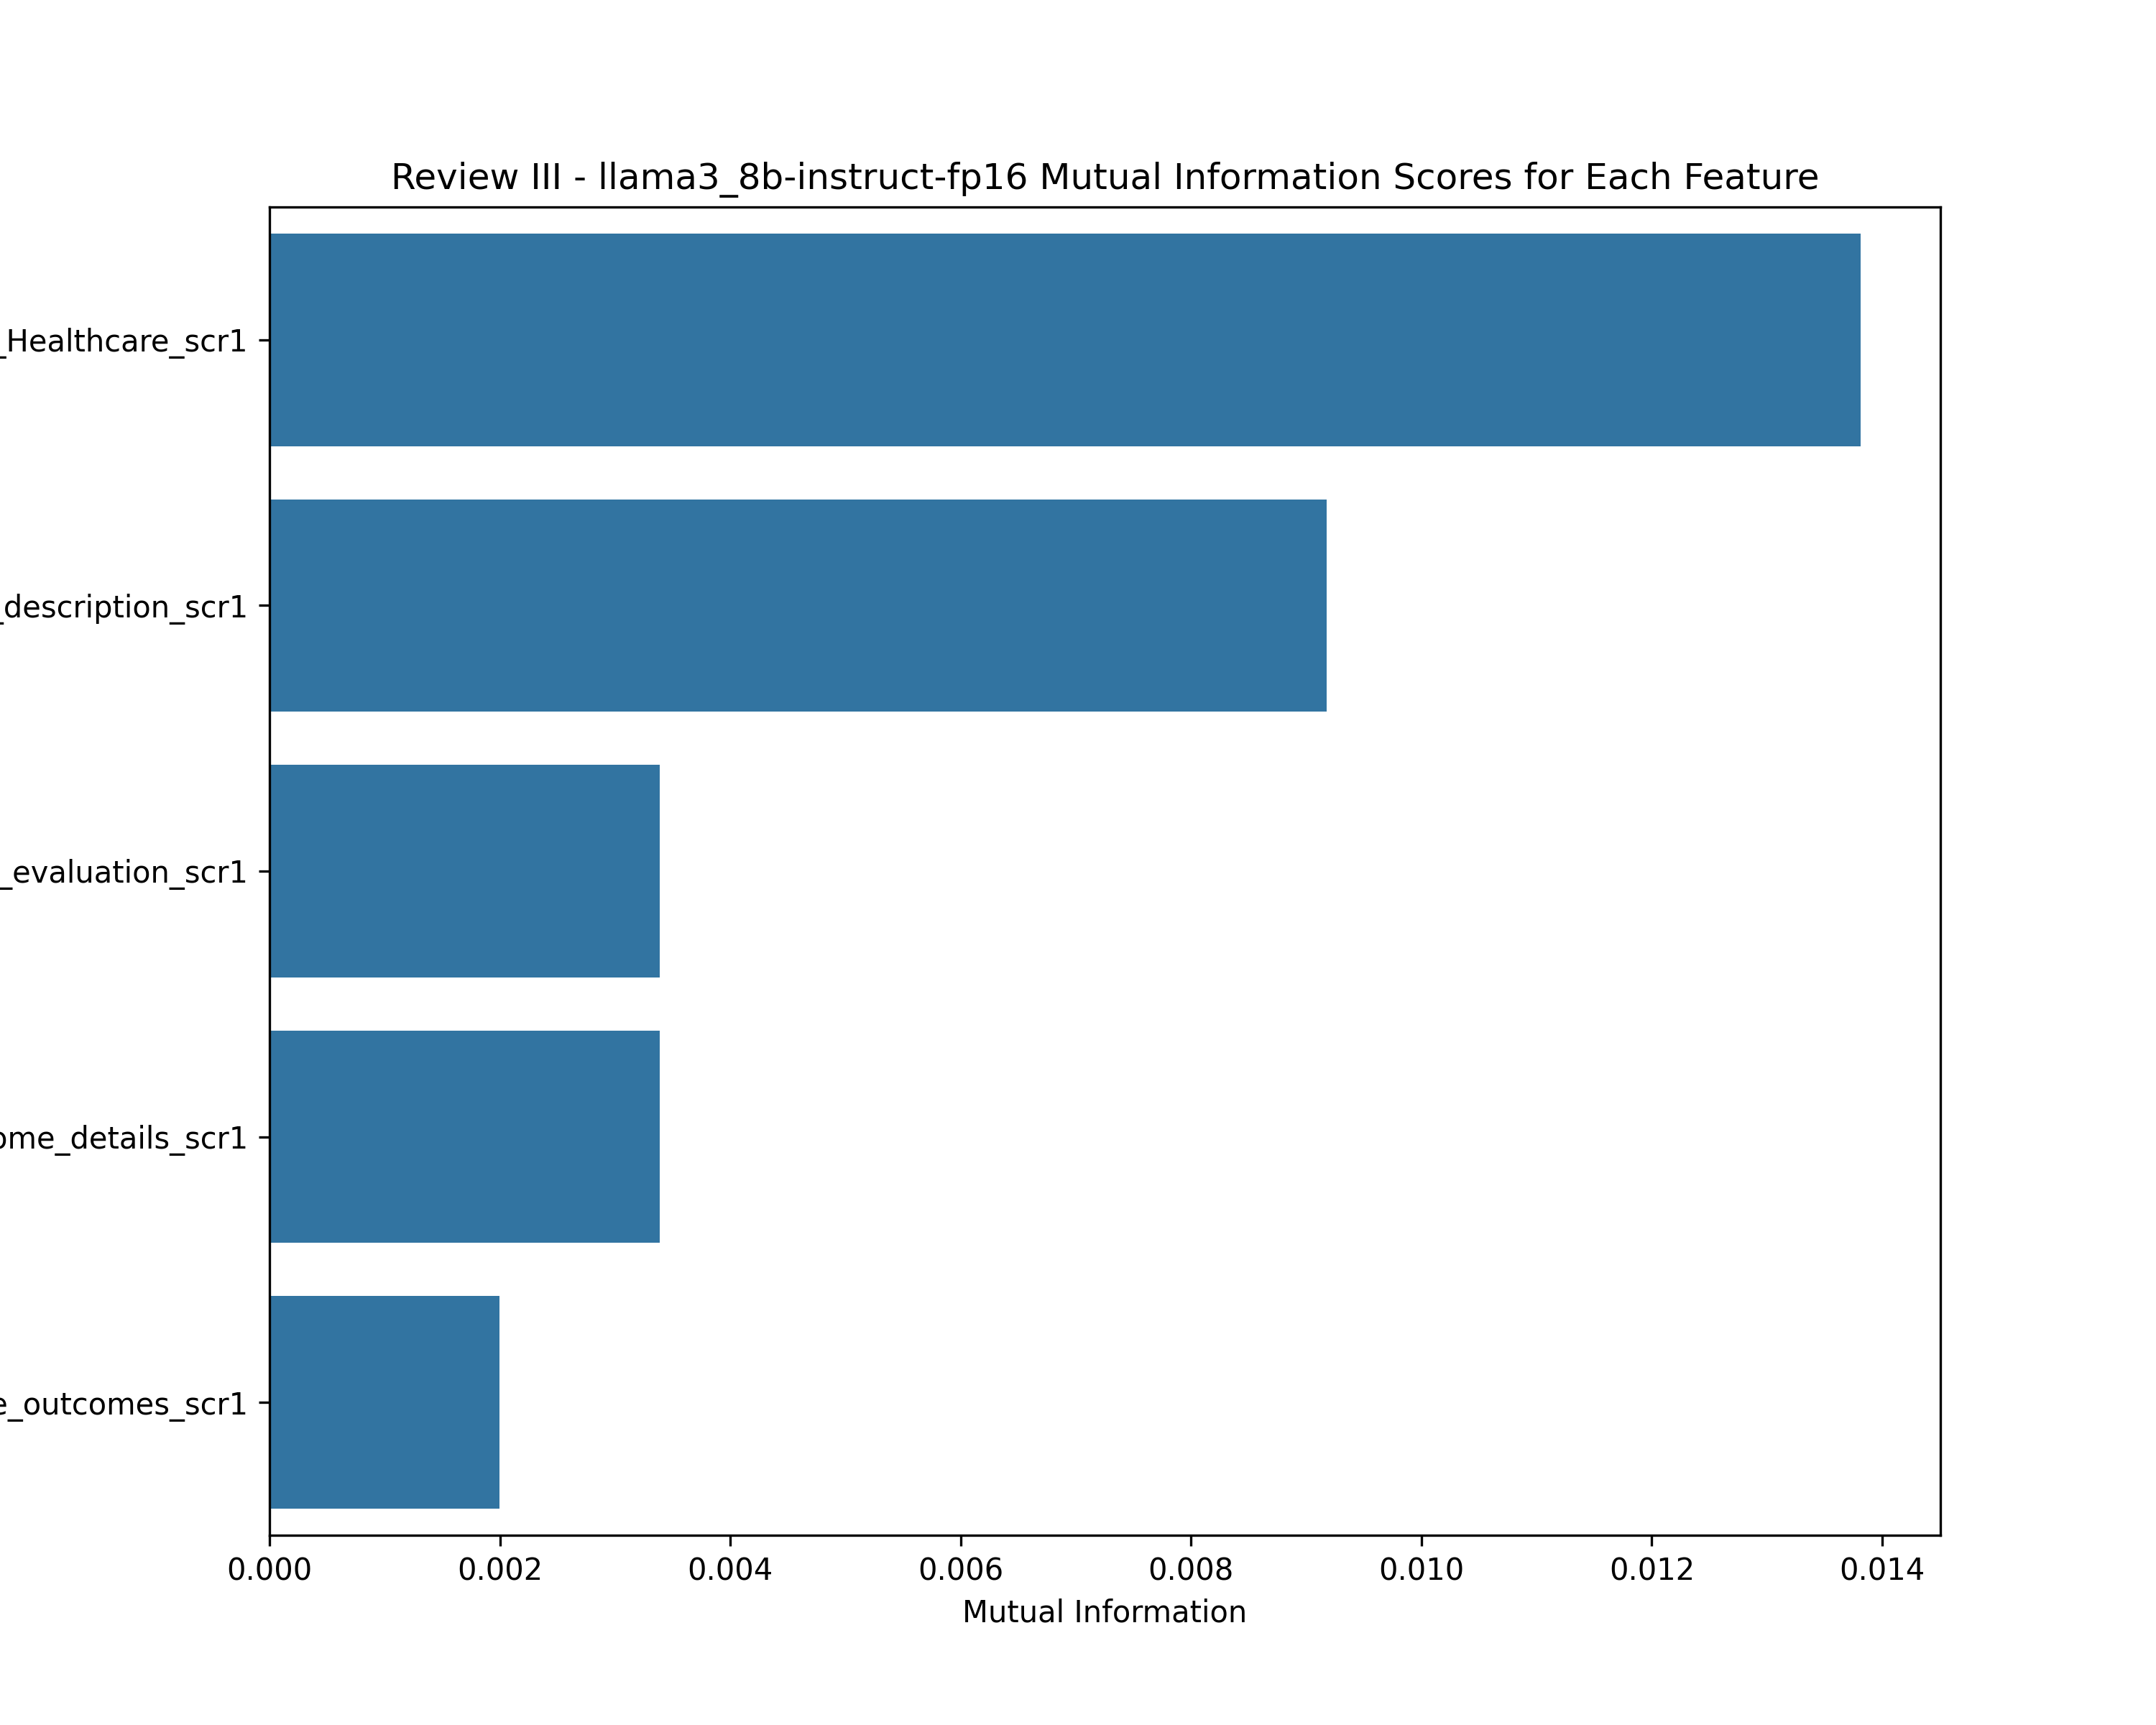 Review III - llama3_8b-instruct-fp16 Mutual Information Scores for Each Feature
_Healthcare_scr1
_description_scr1
_evaluation_scr1
ome_details_scr1
e_outcomes_scr1
0.000 0.002 0.004 0.006 0.008 0.010 0.012 0.014
Mutual Information